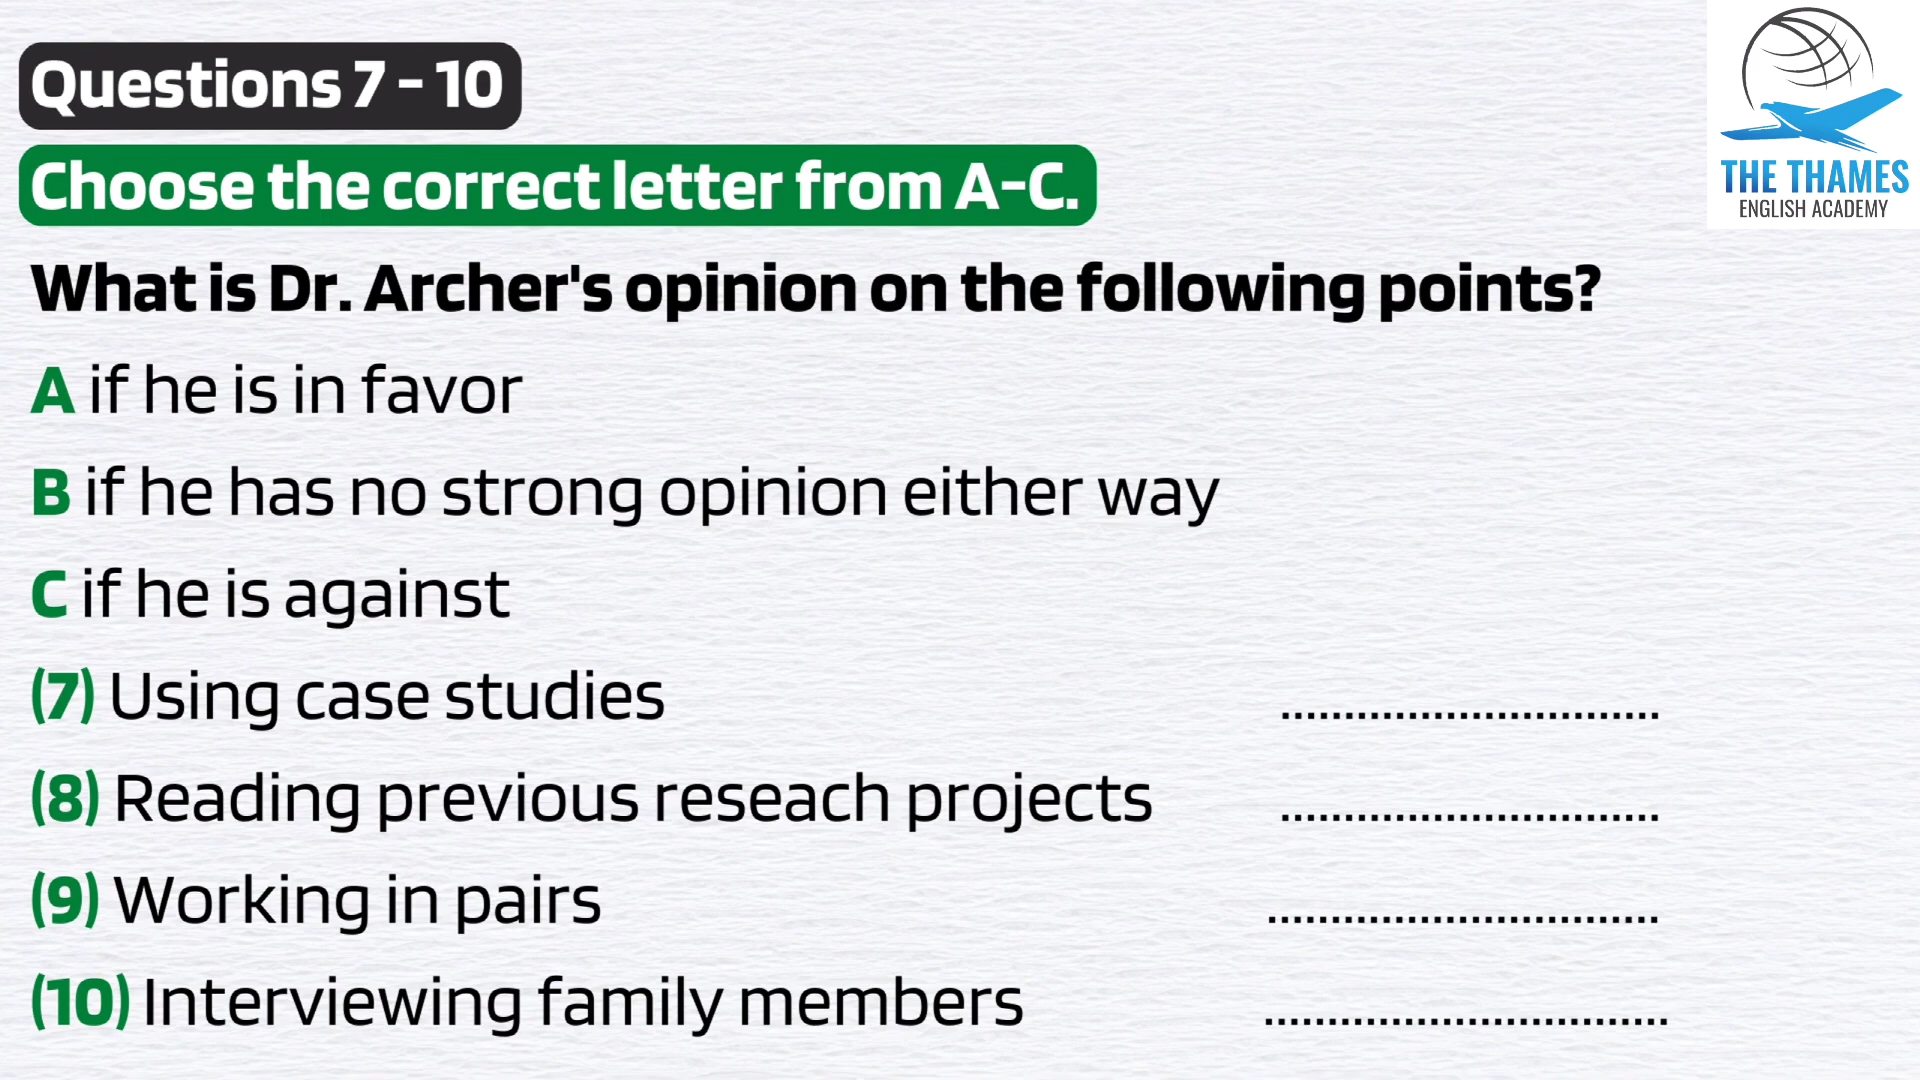 Questions 7 - 10
THE THAMES
ENGLISH ACADEMY
Choose the correct letter from A-C.
What is Dr. Archer's opinion on the following points?
A if he is in favor
B if he has no strong opinion either way
C if he is against
(7) Using case studies ..............................
(8) Reading previous reseach projects ..............................
(9) Working in pairs ...............................
(10) Interviewing family members ................................